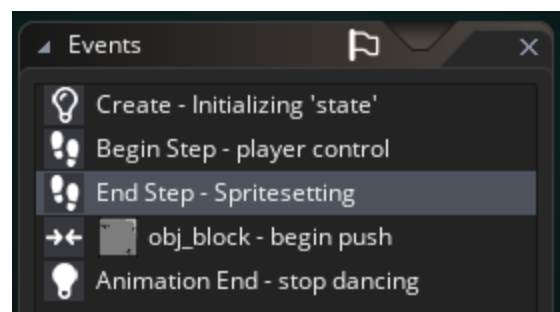 Events
Create - Initializing 'state'
Begin Step - player control
End Step - Spritesetting
obj_block - begin push
Animation End - stop dancing